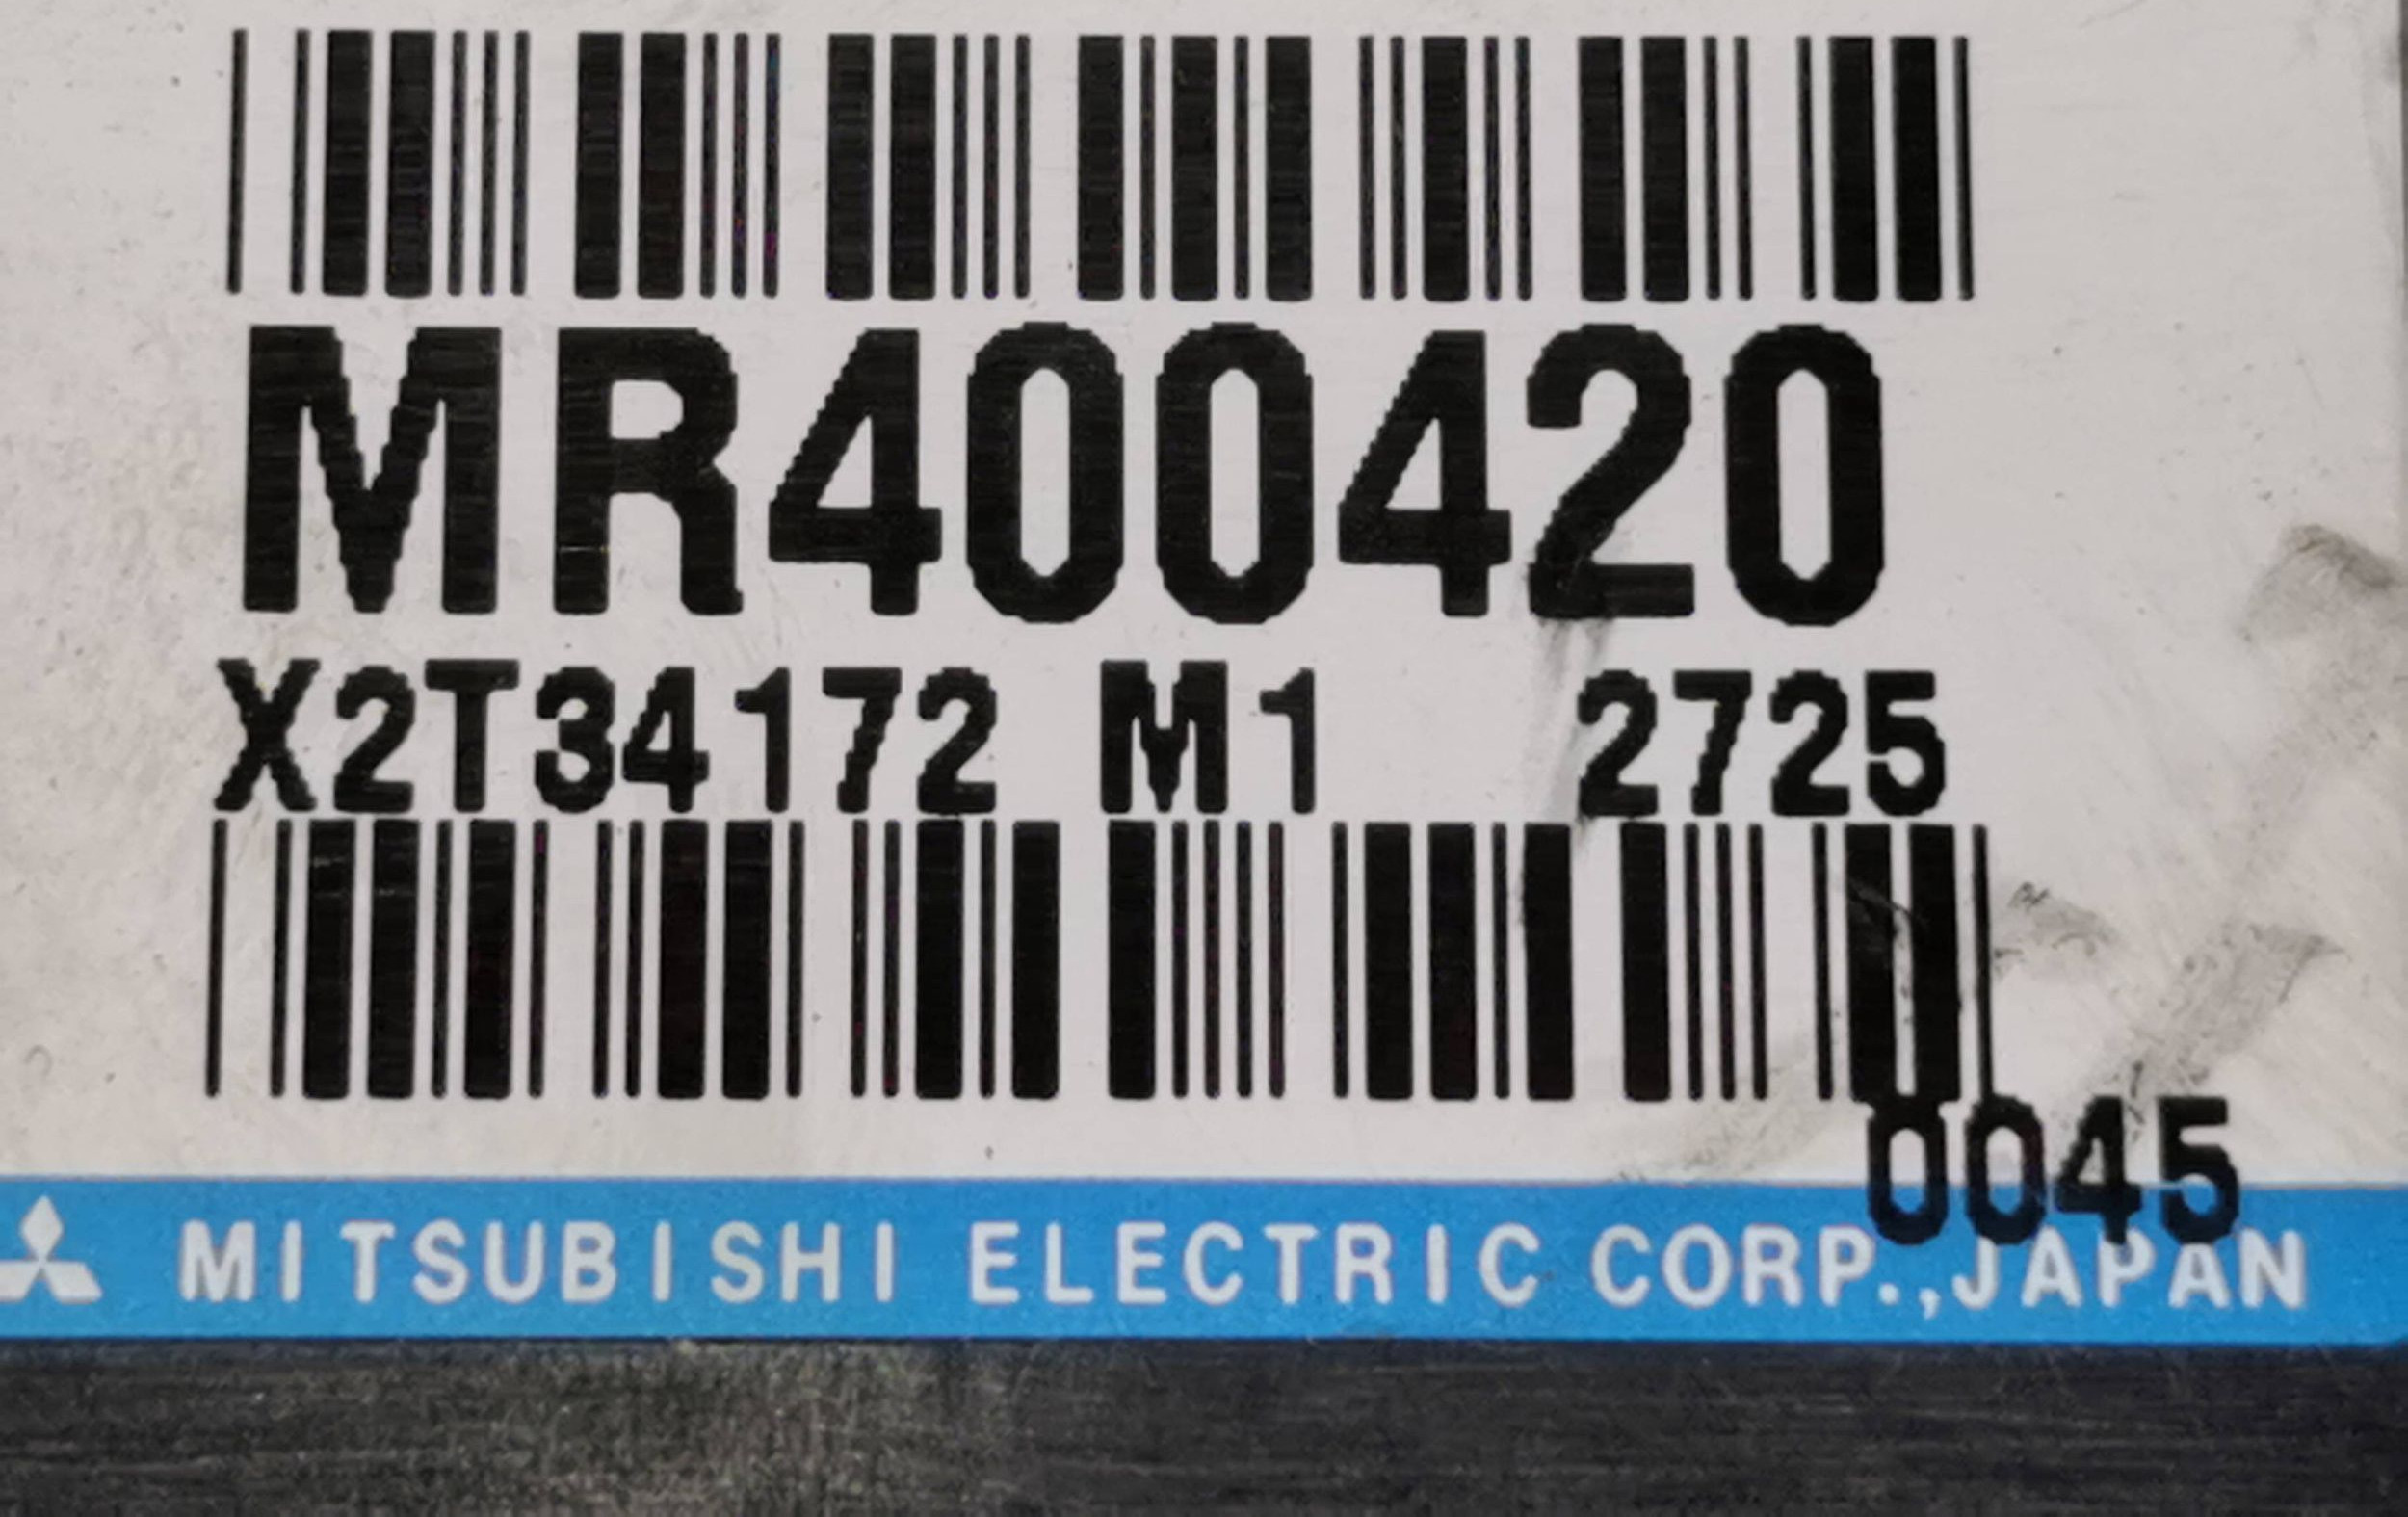 MR400420
X2T34172 M1 2725
0045
MITSUBISHI ELECTRIC CORP.,JAPAN